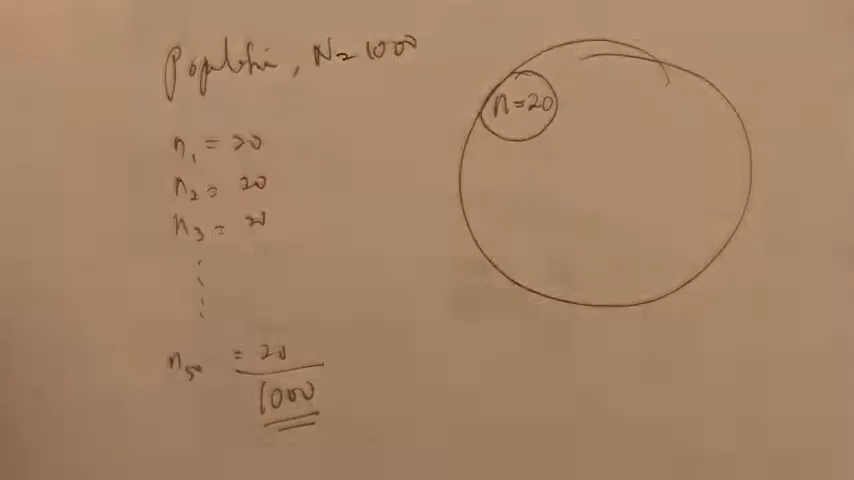 Population, N = 1000
n = 20
n₁ = 20
n₂ = 20
n₃ = 20
n₅₀ = 20
1000